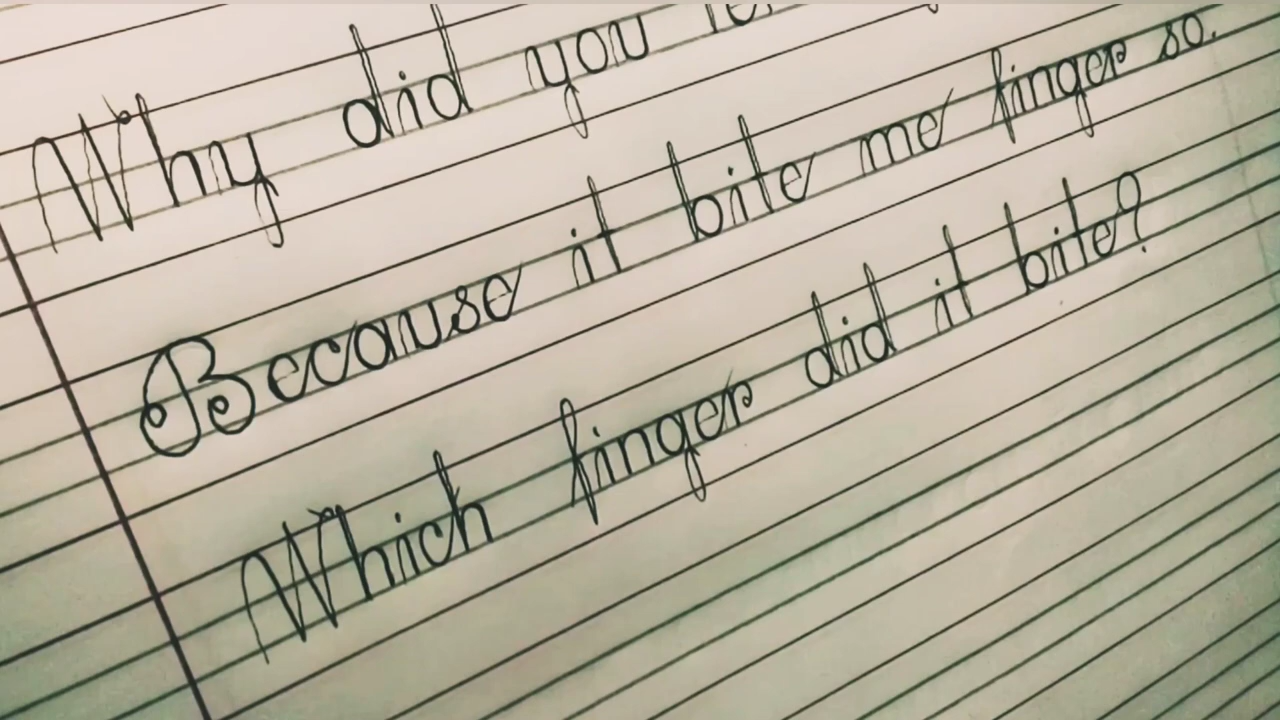 Why did you
Because it bite me finger so.
Which finger did it bite?